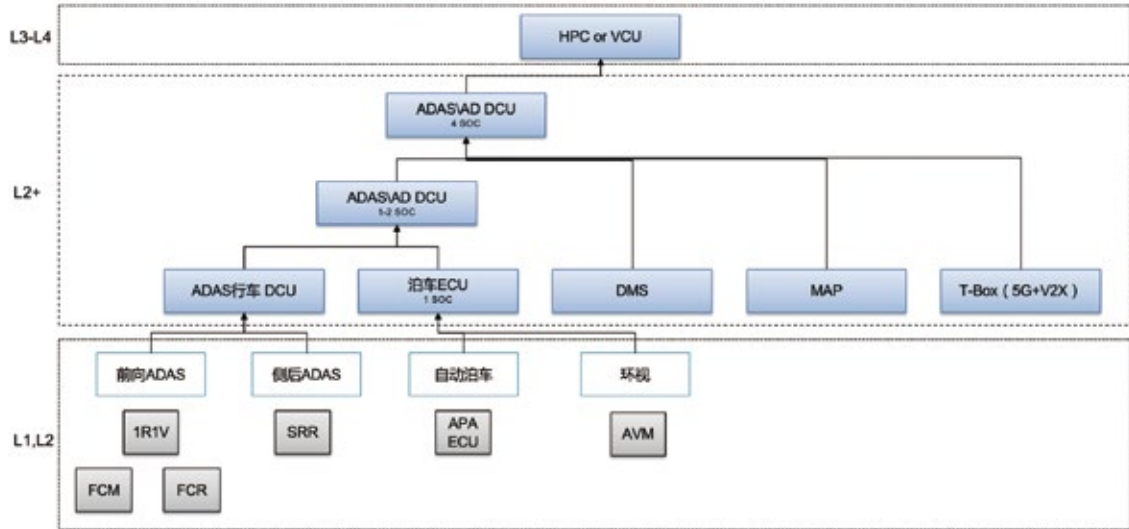 L3-L4
HPC or VCU
ADAS\AD DCU
4 SOC
L2+
ADAS\AD DCU
1-2 SOC
ADAS行车 DCU
泊车ECU
1 SOC
DMS
MAP
T-Box ( 5G+V2X )
L1,L2
前向ADAS
侧后ADAS
自动泊车
环视
1R1V
SRR
APA
ECU
AVM
FCM
FCR